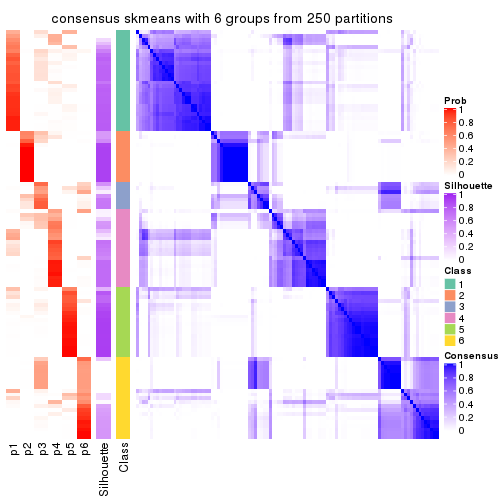 consensus skmeans with 6 groups from 250 partitions
Prob
1
0.8
0.6
0.4
0.2
0
Silhouette
1
0.8
0.6
0.4
0.2
0
Class
1
2
3
4
5
6
Consensus
1
0.8
0.6
0.4
0.2
0
p1
p2
p3
p4
p5
p6
Silhouette
Class